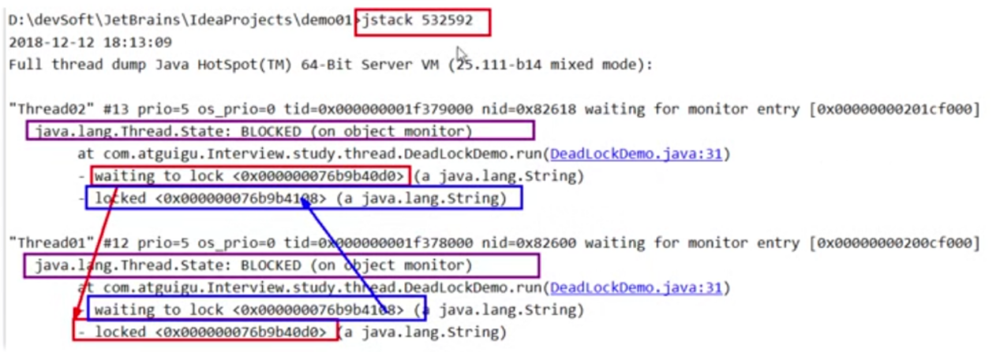 D:\devSoft\JetBrains\IdeaProjects\demo01>jstack 532592
2018-12-12 18:13:09
Full thread dump Java HotSpot(TM) 64-Bit Server VM (25.111-b14 mixed mode):
"Thread02" #13 prio=5 os_prio=0 tid=0x000000001f379000 nid=0x82618 waiting for monitor entry [0x00000000201cf000]
java.lang.Thread.State: BLOCKED (on object monitor)
at com.atguigu.Interview.study.thread.DeadLockDemo.run(DeadLockDemo.java:31)
- waiting to lock <0x000000076b9b40d0> (a java.lang.String)
- locked <0x000000076b9b4108> (a java.lang.String)
"Thread01" #12 prio=5 os_prio=0 tid=0x000000001f378000 nid=0x82600 waiting for monitor entry [0x00000000200cf000]
java.lang.Thread.State: BLOCKED (on object monitor)
at com.atguigu.Interview.study.thread.DeadLockDemo.run(DeadLockDemo.java:31)
- waiting to lock <0x000000076b9b4108> (a java.lang.String)
- locked <0x000000076b9b40d0> (a java.lang.String)